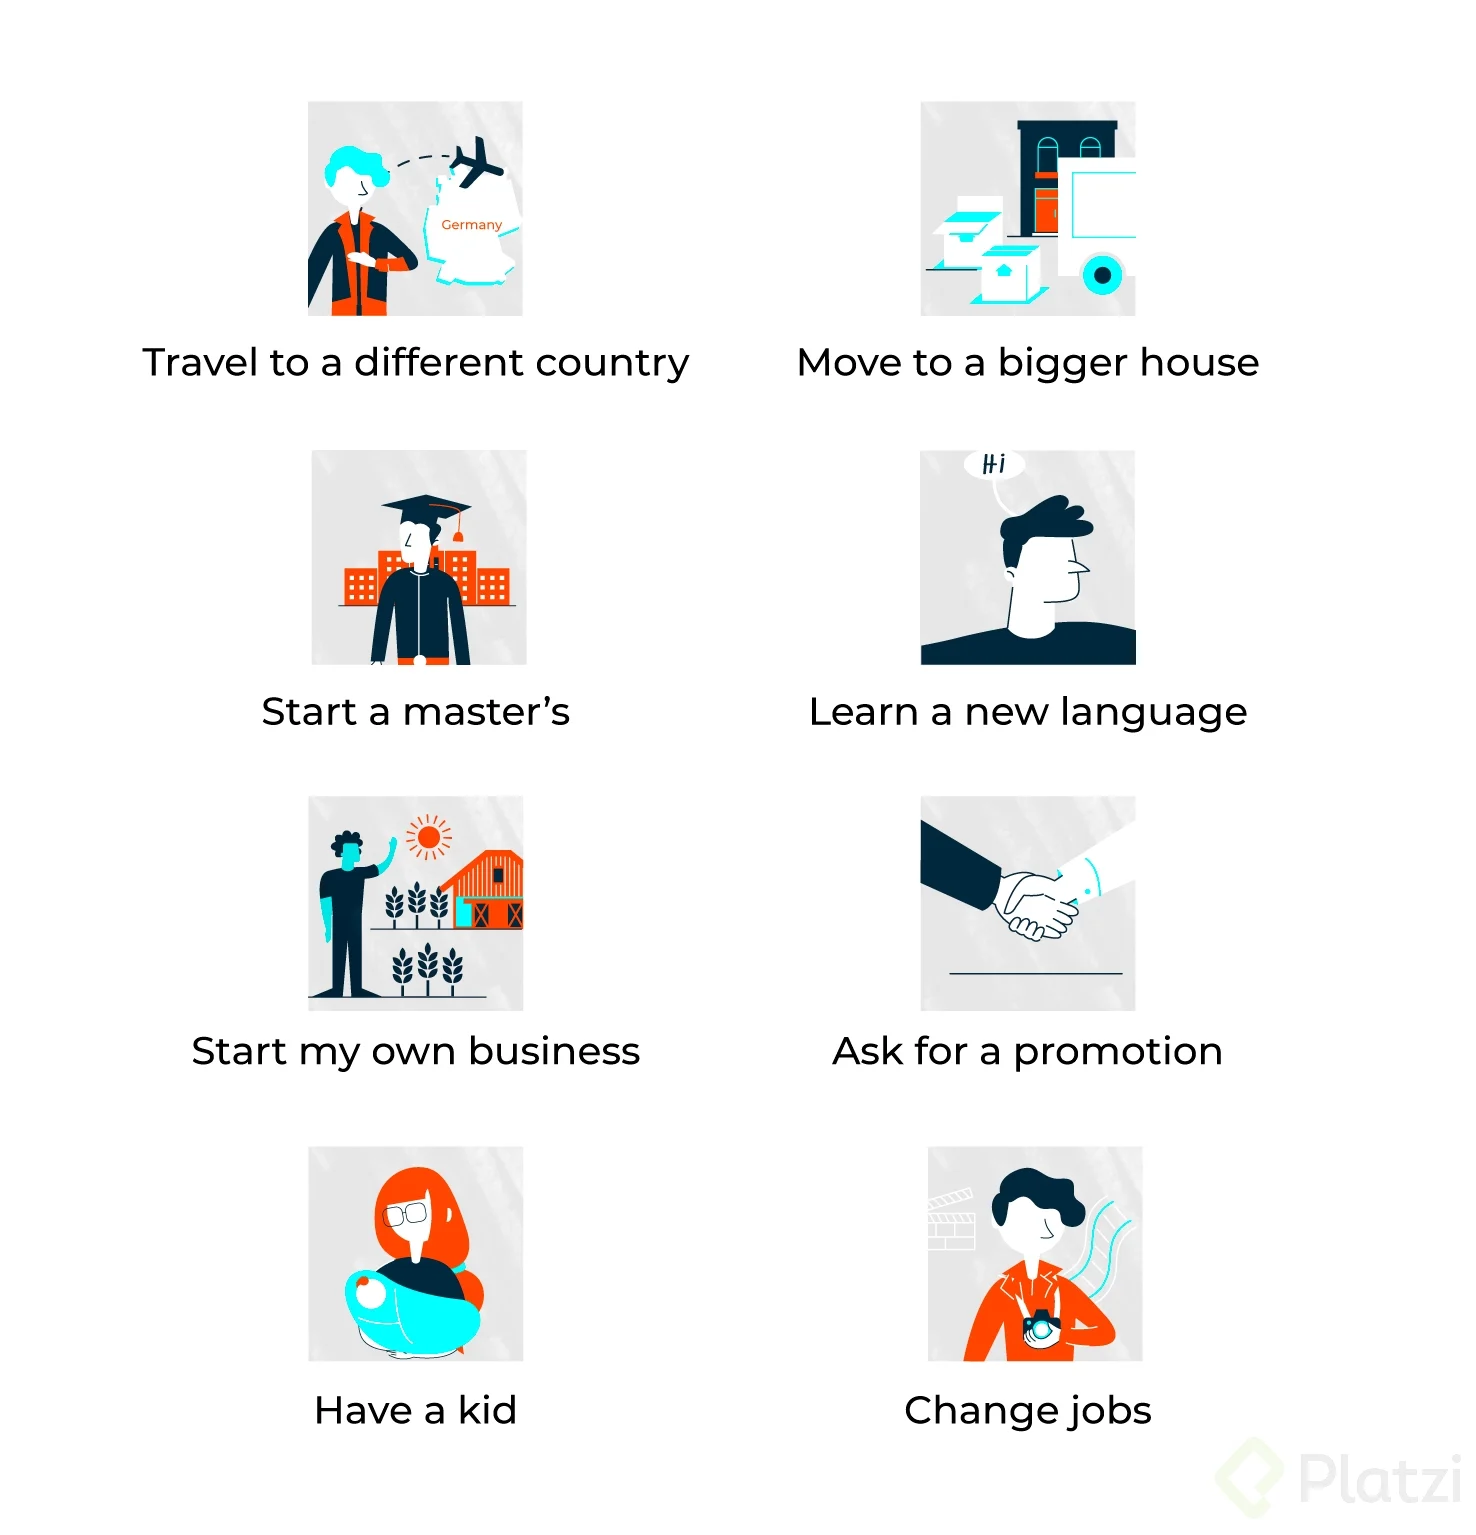 Germany
Travel to a different country
Move to a bigger house
Hi
Start a master’s
Learn a new language
Start my own business
Ask for a promotion
Have a kid
Change jobs
Platzi